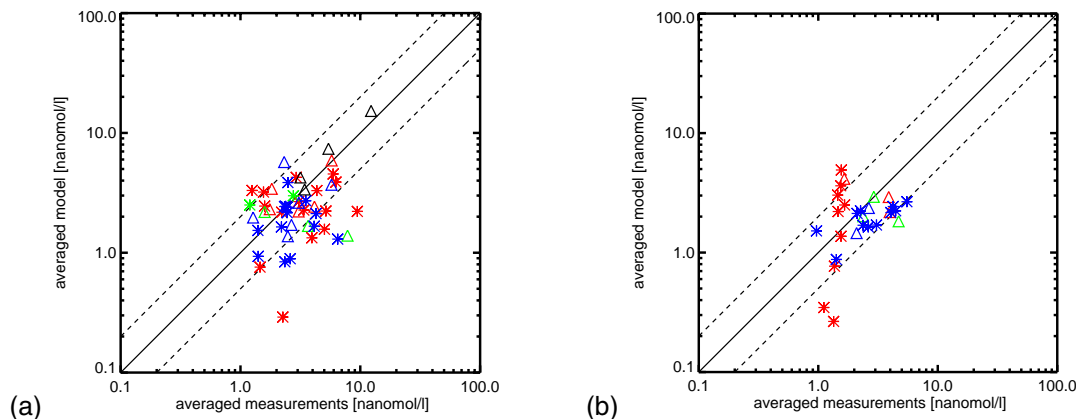 100.0
10.0
1.0
0.1
averaged model [nanomol/l]
0.1 1.0 10.0 100.0
averaged measurements [nanomol/l]
(a)
100.0
10.0
1.0
0.1
averaged model [nanomol/l]
0.1 1.0 10.0 100.0
averaged measurements [nanomol/l]
(b)